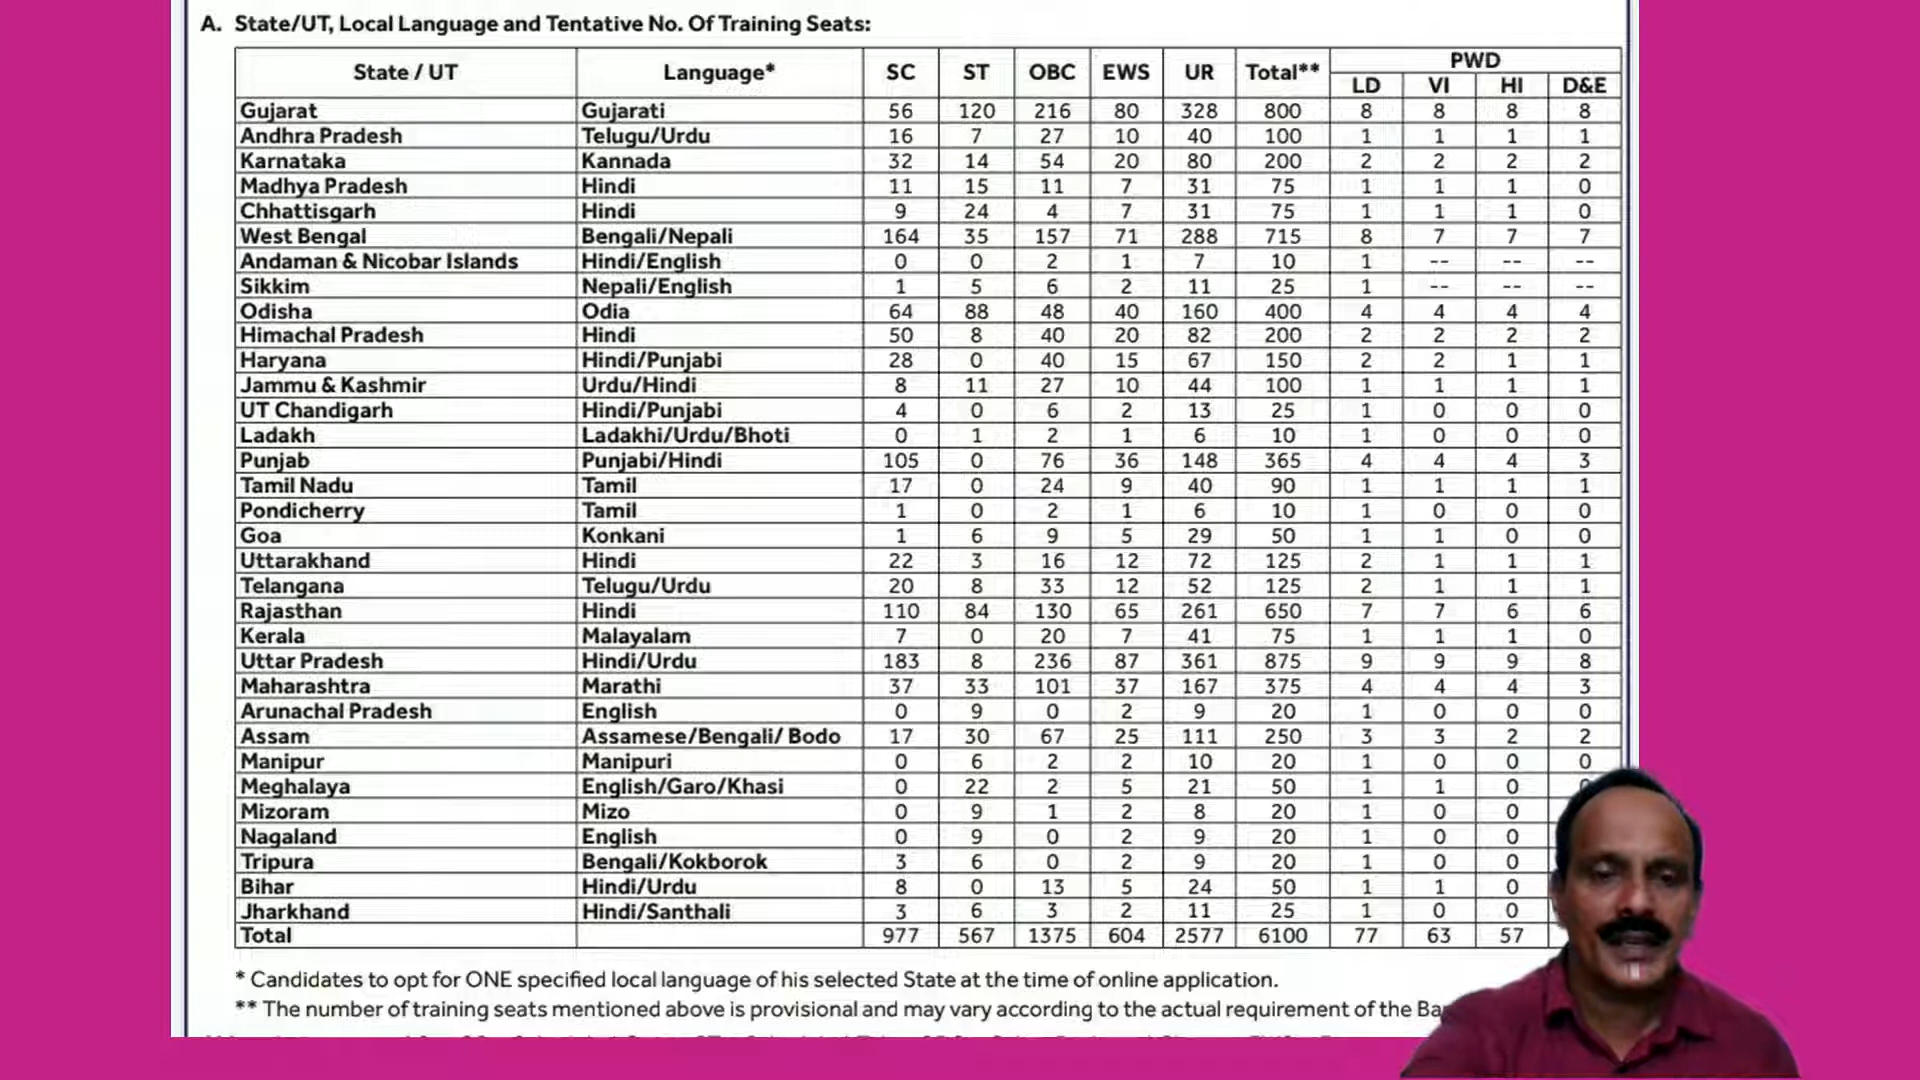 A. State/UT, Local Language and Tentative No. Of Training Seats:
State / UT Language* SC ST OBC EWS UR Total** PWD
LD VI HI D&E
Gujarat Gujarati 56 120 216 80 328 800 8 8 8 8
Andhra Pradesh Telugu/Urdu 16 7 27 10 40 100 1 1 1 1
Karnataka Kannada 32 14 54 20 80 200 2 2 2 2
Madhya Pradesh Hindi 11 15 11 7 31 75 1 1 1 0
Chhattisgarh Hindi 9 24 4 7 31 75 1 1 1 0
West Bengal Bengali/Nepali 164 35 157 71 288 715 8 7 7 7
Andaman & Nicobar Islands Hindi/English 0 0 2 1 7 10 1 -- -- --
Sikkim Nepali/English 1 5 6 2 11 25 1 -- -- --
Odisha Odia 64 88 48 40 160 400 4 4 4 4
Himachal Pradesh Hindi 50 8 40 20 82 200 2 2 2 2
Haryana Hindi/Punjabi 28 0 40 15 67 150 2 2 1 1
Jammu & Kashmir Urdu/Hindi 8 11 27 10 44 100 1 1 1 1
UT Chandigarh Hindi/Punjabi 4 0 6 2 13 25 1 0 0 0
Ladakh Ladakhi/Urdu/Bhoti 0 1 2 1 6 10 1 0 0 0
Punjab Punjabi/Hindi 105 0 76 36 148 365 4 4 4 3
Tamil Nadu Tamil 17 0 24 9 40 90 1 1 1 1
Pondicherry Tamil 1 0 2 1 6 10 1 0 0 0
Goa Konkani 1 6 9 5 29 50 1 1 0 0
Uttarakhand Hindi 22 3 16 12 72 125 2 1 1 1
Telangana Telugu/Urdu 20 8 33 12 52 125 2 1 1 1
Rajasthan Hindi 110 84 130 65 261 650 7 7 6 6
Kerala Malayalam 7 0 20 7 41 75 1 1 1 0
Uttar Pradesh Hindi/Urdu 183 8 236 87 361 875 9 9 9 8
Maharashtra Marathi 37 33 101 37 167 375 4 4 4 3
Arunachal Pradesh English 0 9 0 2 9 20 1 0 0 0
Assam Assamese/Bengali/ Bodo 17 30 67 25 111 250 3 3 2 2
Manipur Manipuri 0 6 2 2 10 20 1 0 0 0
Meghalaya English/Garo/Khasi 0 22 2 5 21 50 1 1 0
Mizoram Mizo 0 9 1 2 8 20 1 0 0
Nagaland English 0 9 0 2 9 20 1 0 0
Tripura Bengali/Kokborok 3 6 0 2 9 20 1 0 0
Bihar Hindi/Urdu 8 0 13 5 24 50 1 1 0
Jharkhand Hindi/Santhali 3 6 3 2 11 25 1 0 0
Total 977 567 1375 604 2577 6100 77 63 57
* Candidates to opt for ONE specified local language of his selected State at the time of online application.
** The number of training seats mentioned above is provisional and may vary according to the actual requirement of the